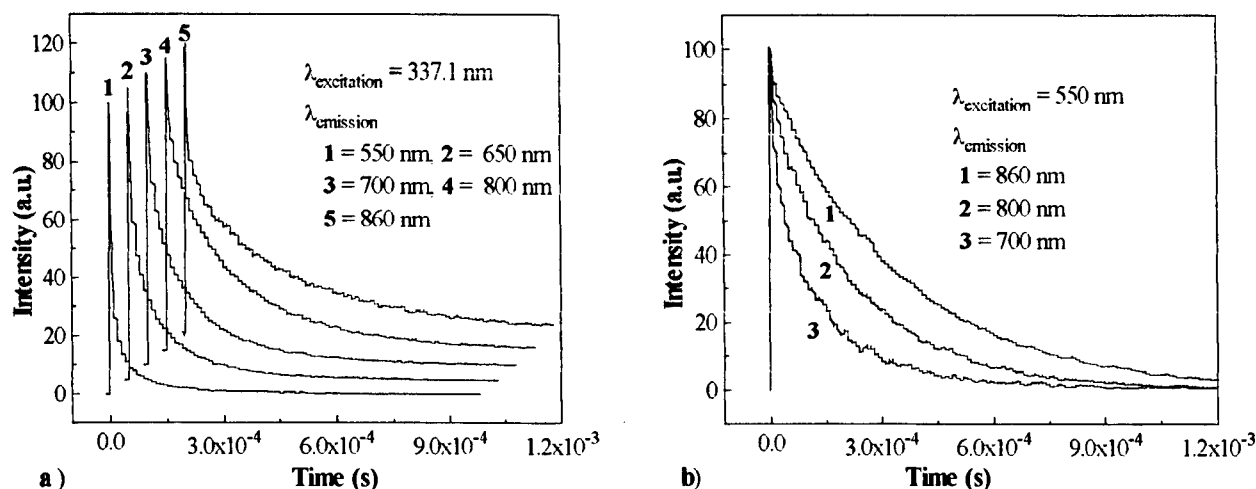 120
100
80
60
40
20
0
Intensity (a.u.)
1 2 3 4 5
λexcitation = 337.1 nm
λemission
1 = 550 nm, 2 = 650 nm
3 = 700 nm, 4 = 800 nm
5 = 860 nm
0.0 3.0x10-4 6.0x10-4 9.0x10-4 1.2x10-3
Time (s)
a )
100
80
60
40
20
0
Intensity (a.u.)
λexcitation = 550 nm
λemission
1 = 860 nm
2 = 800 nm
3 = 700 nm
1
2
3
0.0 3.0x10-4 6.0x10-4 9.0x10-4 1.2x10-3
Time (s)
b)